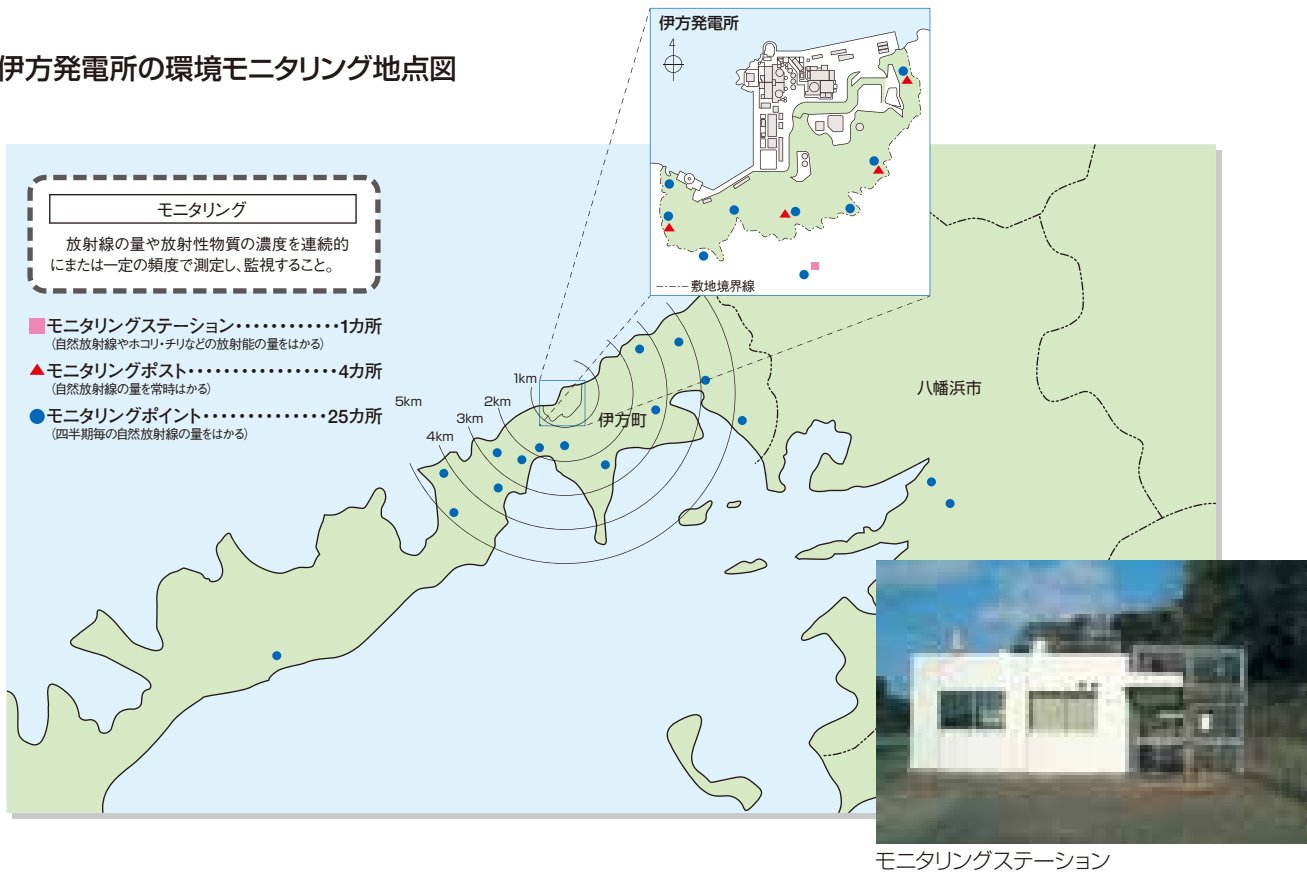 伊方発電所の環境モニタリング地点図
モニタリング
放射線の量や放射性物質の濃度を連続的
にまたは一定の頻度で測定し、監視すること。
■モニタリングステーション・・・・・・・・・・・・1カ所
(自然放射線やホコリ・チリなどの放射能の量をはかる)
▲モニタリングポスト・・・・・・・・・・・・・・・・・4カ所
(自然放射線の量を常時はかる)
●モニタリングポイント・・・・・・・・・・・・・・25カ所
(四半期毎の自然放射線の量をはかる)
伊方発電所
4
敷地境界線
1km
2km
3km
4km
5km
伊方町
八幡浜市
モニタリングステーション